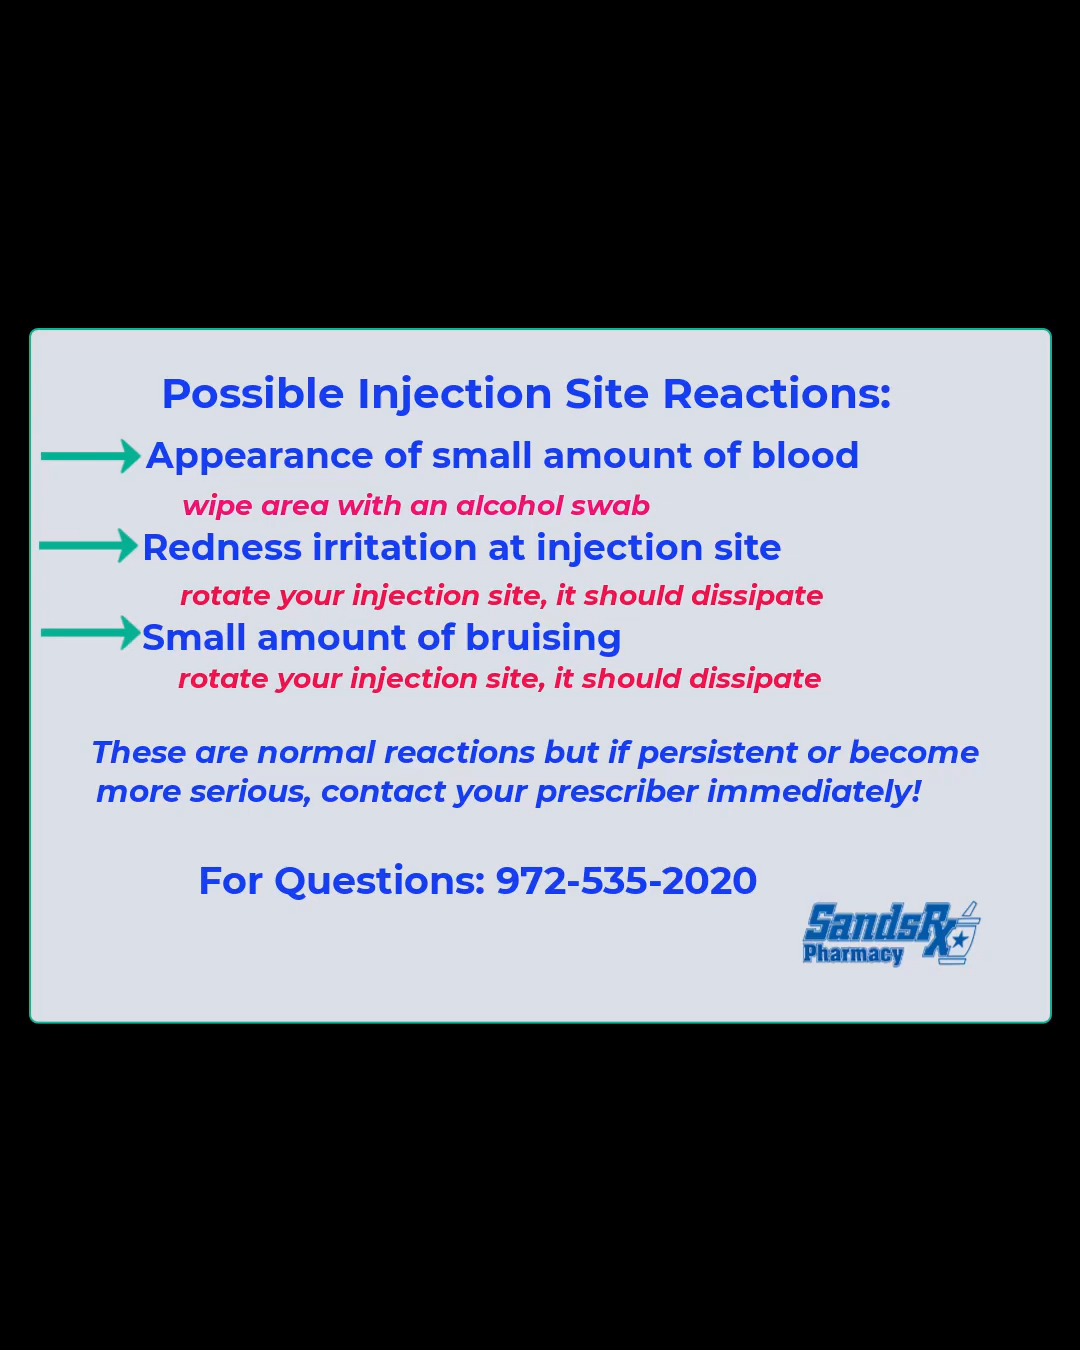 Possible Injection Site Reactions:
Appearance of small amount of blood
wipe area with an alcohol swab
Redness irritation at injection site
rotate your injection site, it should dissipate
Small amount of bruising
rotate your injection site, it should dissipate
These are normal reactions but if persistent or become
more serious, contact your prescriber immediately!
For Questions: 972-535-2020
SandsRx
Pharmacy